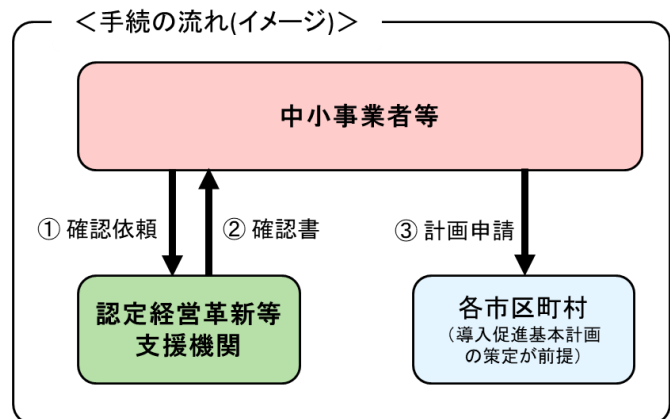 <手続の流れ(イメージ)>
中小事業者等
① 確認依頼
② 確認書
③ 計画申請
認定経営革新等
支援機関
各市区町村
(導入促進基本計画
の策定が前提)